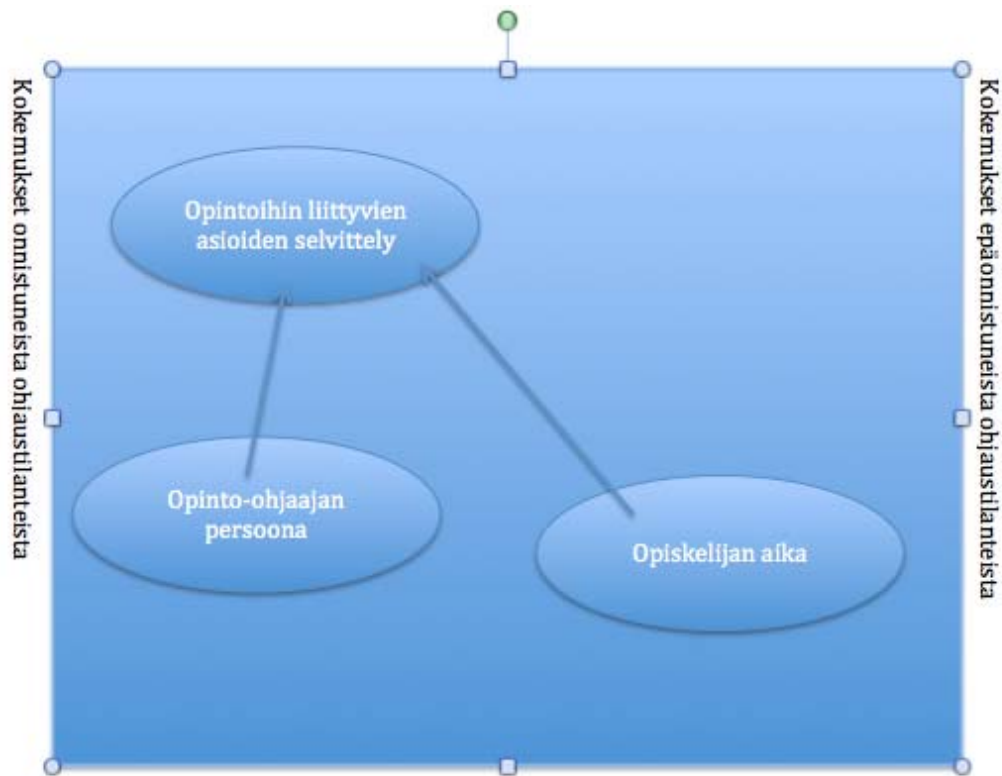 Kokemukset onnistuneista ohjaustilanteista
Opintoihin liittyvien
asioiden selvittely
Opinto-ohjaajan
persoona
Opiskelijan aika
Kokemukset epäonnistuneista ohjaustilanteista